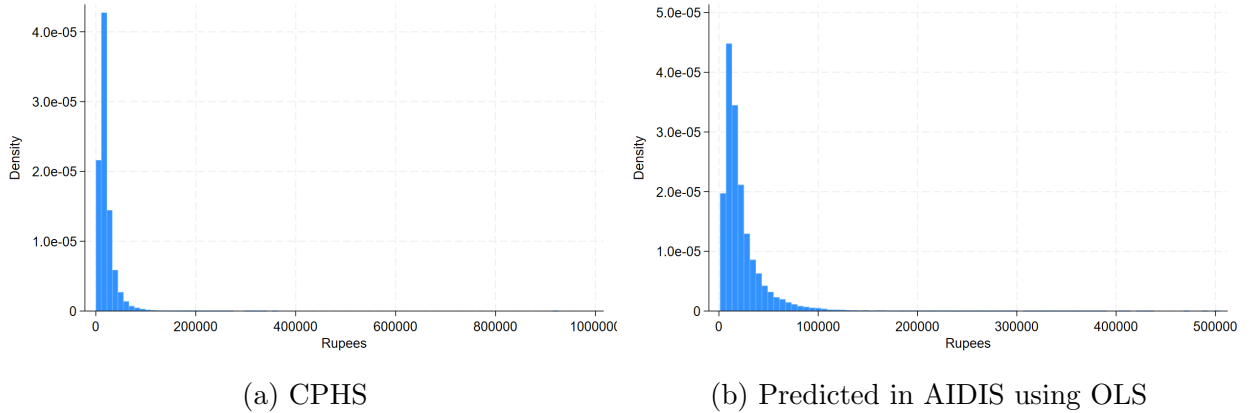 Density
4.0e-05
3.0e-05
2.0e-05
1.0e-05
0
0
200000
400000
600000
800000
100000
Rupees
(a) CPHS
Density
5.0e-05
4.0e-05
3.0e-05
2.0e-05
1.0e-05
0
0
100000
200000
300000
400000
500000
Rupees
(b) Predicted in AIDIS using OLS